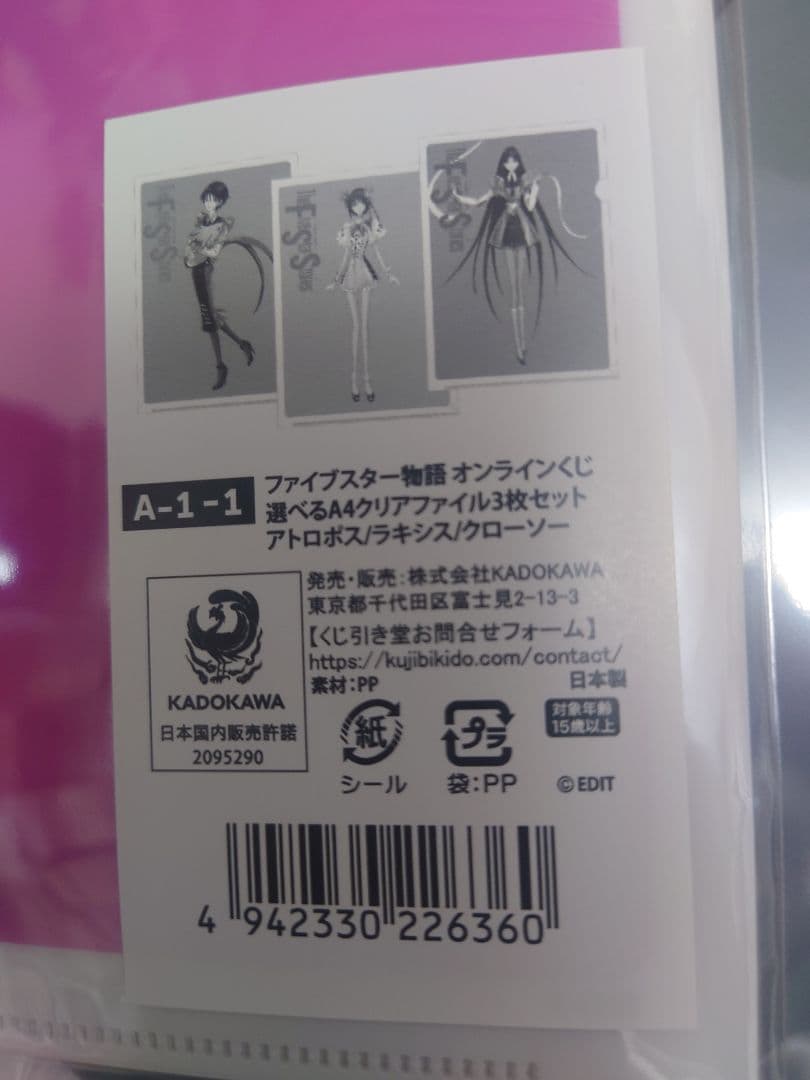 A-1-1
ファイブスター物語 オンラインくじ
選べるA4クリアファイル3枚セット
アトロポス/ラキシス/クローソー
発売・販売：株式会社KADOKAWA
東京都千代田区富士見2-13-3
【くじ引き堂お問合せフォーム】
https://kujibikido.com/contact/
素材：PP
日本製
KADOKAWA
日本国内販売許諾
2095290
紙
シール
プラ
袋：PP
対象年齢
15歳以上
©EDIT
4 942330 226360